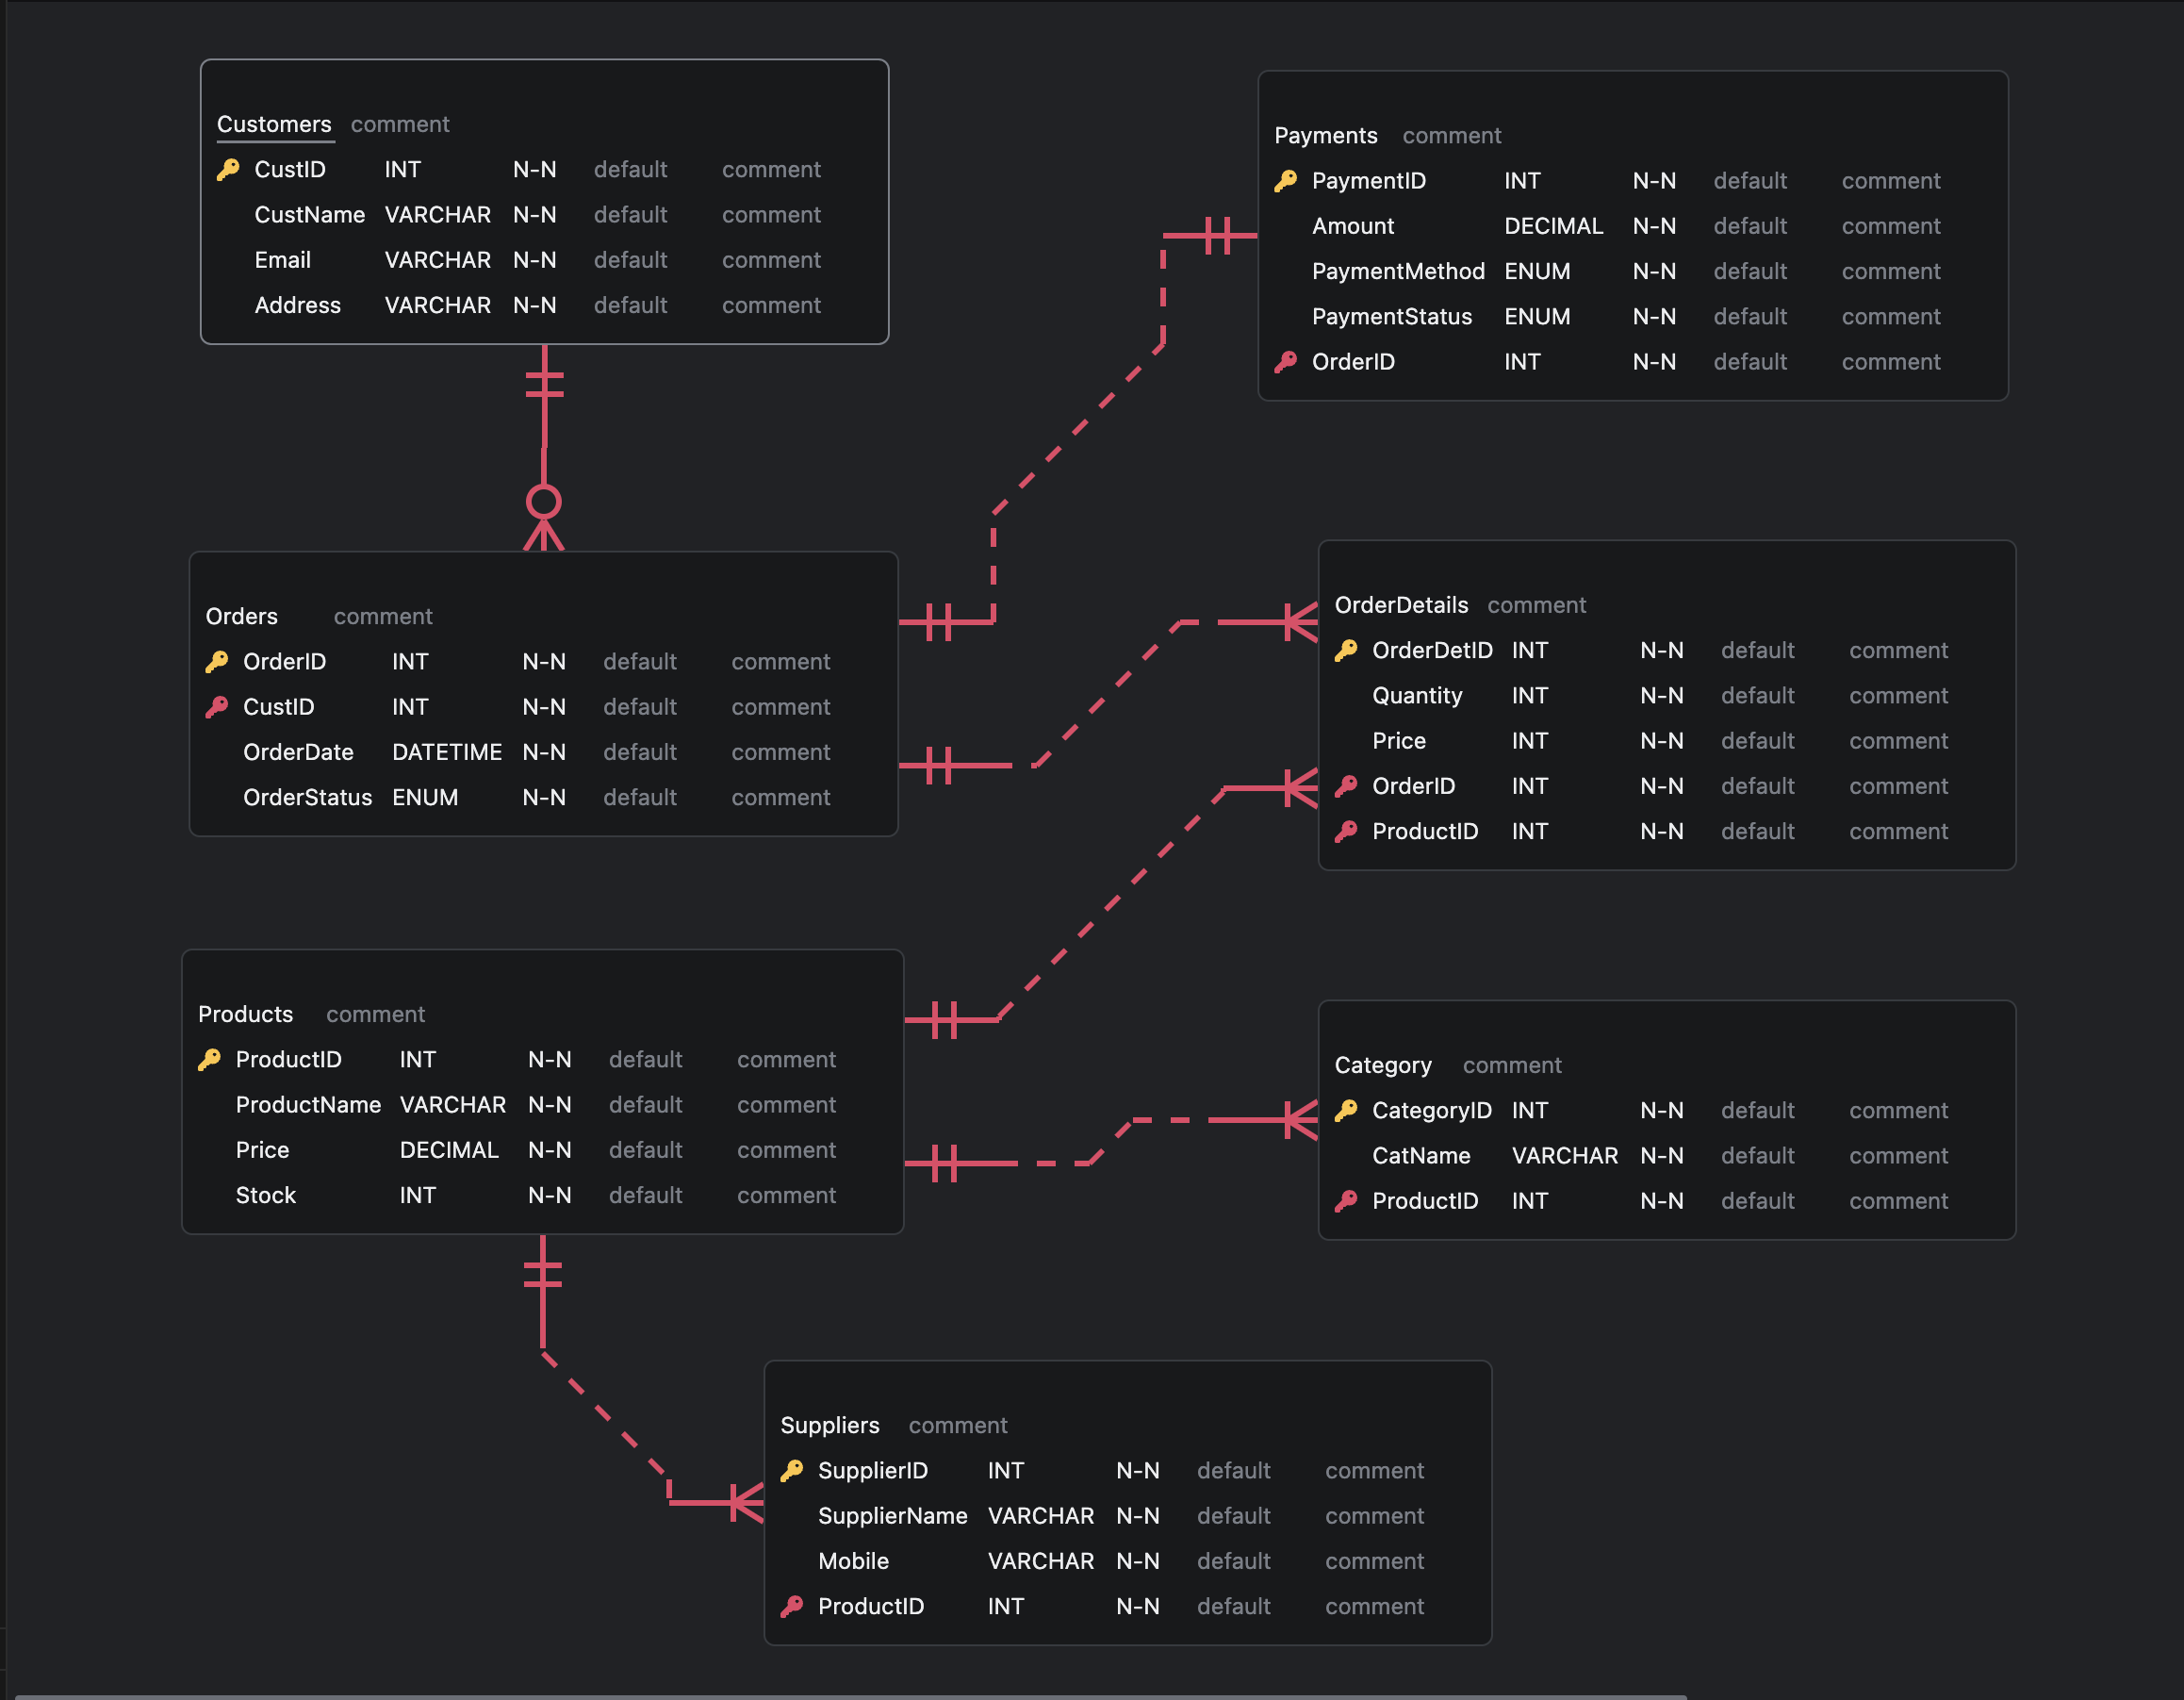 Customers comment
CustID INT N-N default comment
CustName VARCHAR N-N default comment
Email VARCHAR N-N default comment
Address VARCHAR N-N default comment
Payments comment
PaymentID INT N-N default comment
Amount DECIMAL N-N default comment
PaymentMethod ENUM N-N default comment
PaymentStatus ENUM N-N default comment
OrderID INT N-N default comment
Orders comment
OrderID INT N-N default comment
CustID INT N-N default comment
OrderDate DATETIME N-N default comment
OrderStatus ENUM N-N default comment
OrderDetails comment
OrderDetID INT N-N default comment
Quantity INT N-N default comment
Price INT N-N default comment
OrderID INT N-N default comment
ProductID INT N-N default comment
Products comment
ProductID INT N-N default comment
ProductName VARCHAR N-N default comment
Price DECIMAL N-N default comment
Stock INT N-N default comment
Category comment
CategoryID INT N-N default comment
CatName VARCHAR N-N default comment
ProductID INT N-N default comment
Suppliers comment
SupplierID INT N-N default comment
SupplierName VARCHAR N-N default comment
Mobile VARCHAR N-N default comment
ProductID INT N-N default comment